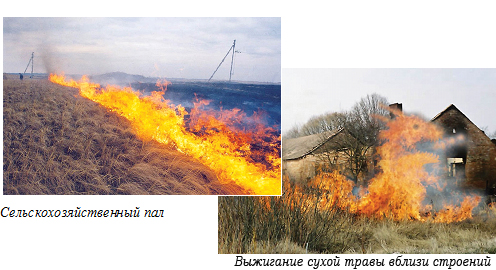 Сельскохозяйственный пал
Выжигание сухой травы вблизи строений